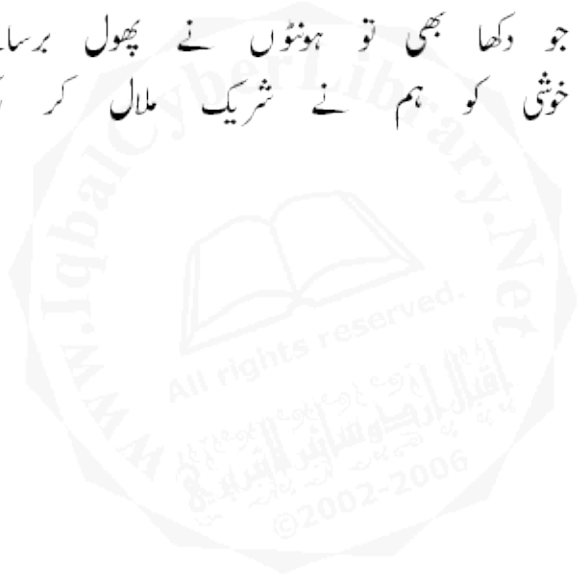 جو دکھا بھی تو ہونٹوں نے پھول برسا
خوشی کو ہم نے شریک ملال کر
www.IqbalCyberLibrary.Net
All rights reserved.
©2002-2006